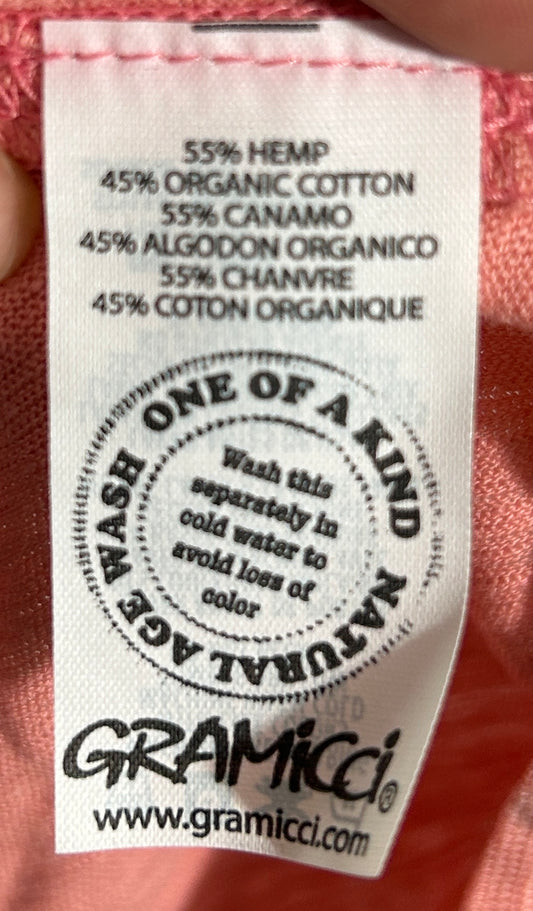 55% HEMP
45% ORGANIC COTTON
55% CANAMO
45% ALGODON ORGANICO
55% CHANVRE
45% COTON ORGANIQUE
ONE OF A KIND NATURAL AGE WASH
Wash this
separately in
cold water to
avoid loss of
color
GRAMiCCi®
www.gramicci.com